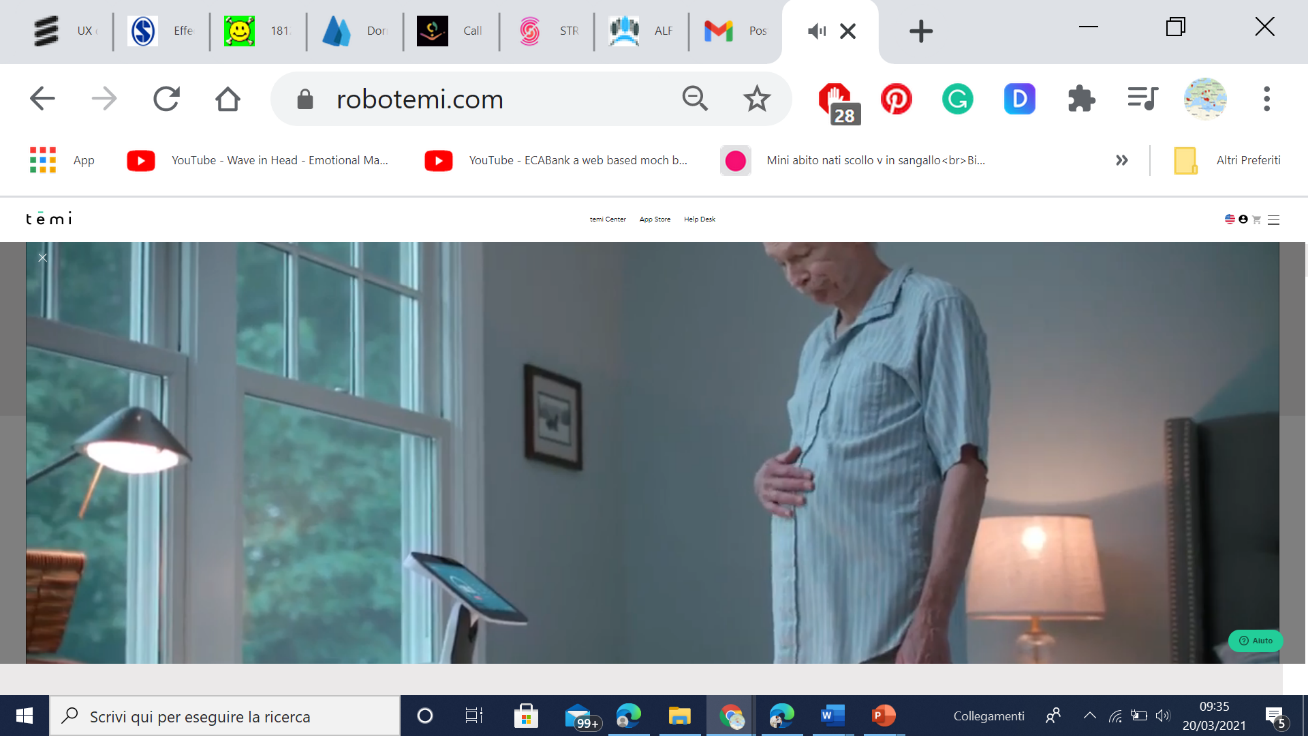 UX
Effe
181.
Dor
Call
STR
ALF
Pos
robotemi.com
28
App
YouTube - Wave in Head - Emotional Ma...
YouTube - ECABank a web based moch b...
Mini abito nati scollo v in sangallo<br>Bi...
»
Altri Preferiti
tēmi
temi Center
App Store
Help Desk
Aiuto
Scrivi qui per eseguire la ricerca
99+
Collegamenti
09:35
20/03/2021
5